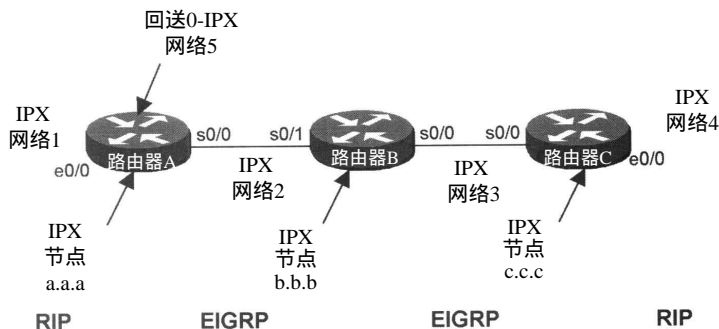 回送0-IPX
网络5
IPX
网络1
IPX
网络4
s0/0
s0/1
s0/0
s0/0
路由器A
路由器B
路由器C
e0/0
e0/0
IPX
网络2
IPX
网络3
IPX
节点
a.a.a
IPX
节点
b.b.b
IPX
节点
c.c.c
RIP
EIGRP
EIGRP
RIP